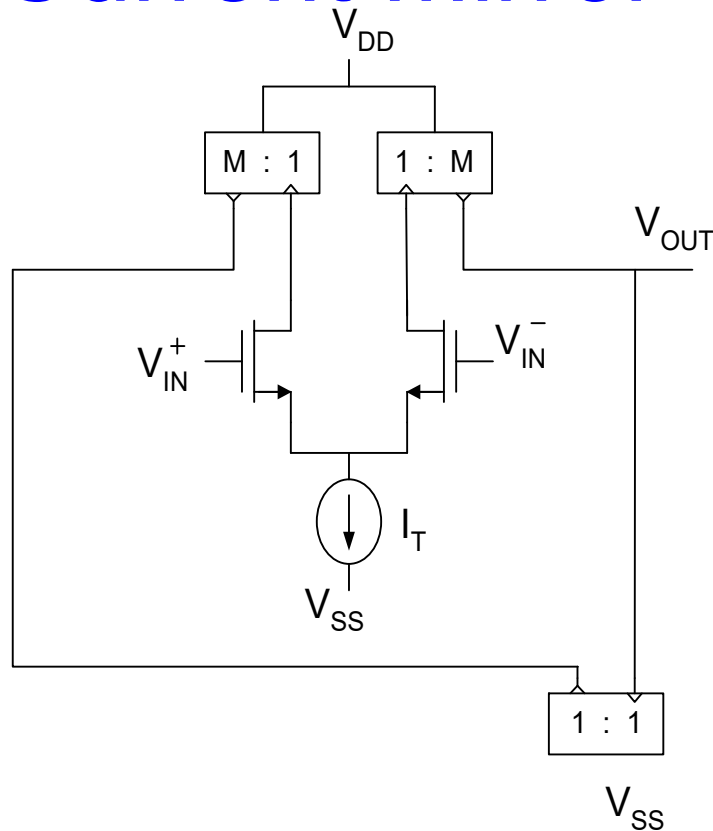 V_DD
M : 1
1 : M
V_OUT
V_IN^+
V_IN^−
I_T
V_SS
1 : 1
V_SS